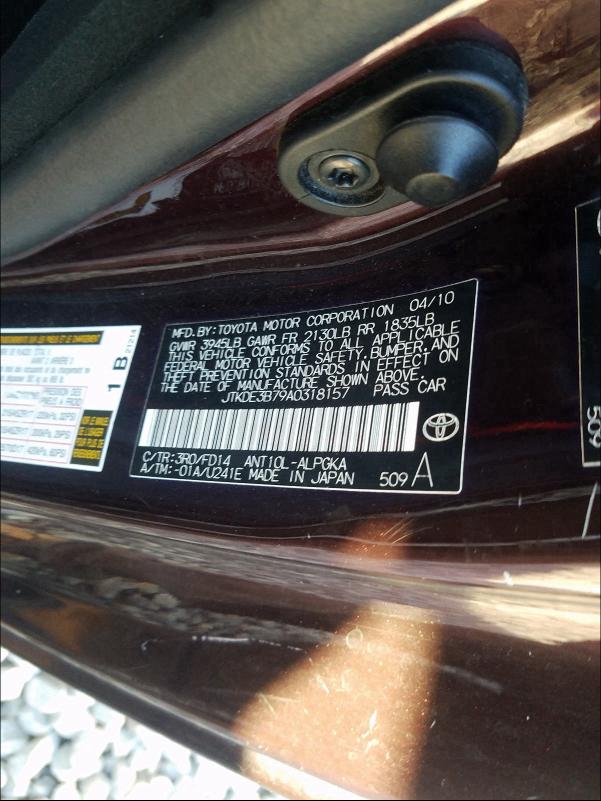 MFD. BY: TOYOTA MOTOR CORPORATION 04/10
GVWR 3945LB GAWR FR 2130LB RR 1835LB
THIS VEHICLE CONFORMS TO ALL APPLICABLE
FEDERAL MOTOR VEHICLE SAFETY, BUMPER, AND
THEFT PREVENTION STANDARDS IN EFFECT ON
THE DATE OF MANUFACTURE SHOWN ABOVE.
JTKDE3B79A0318157 PASS CAR
C/TR: 3R0/FD14 ANT10L-ALPGKA
A/TM: -01A/U241E MADE IN JAPAN 509 A
1 B
21214
509